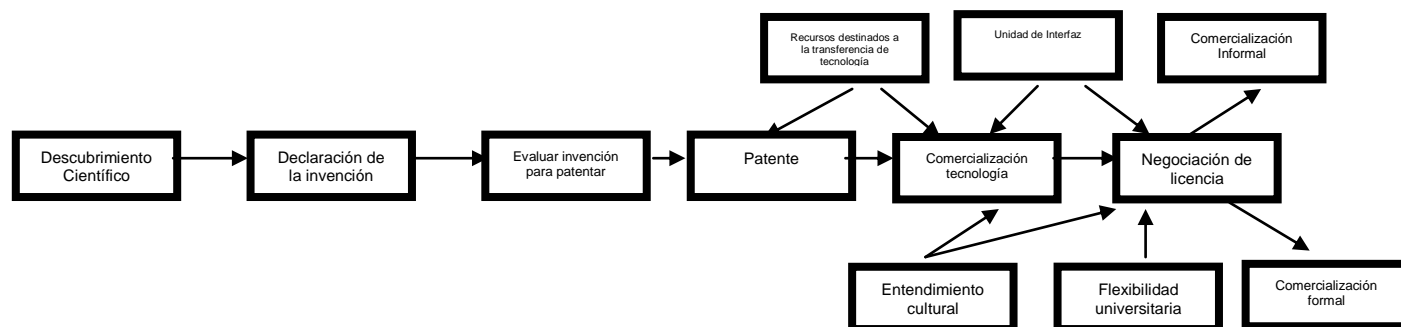 Recursos destinados a
la transferencia de
tecnología
Unidad de Interfaz
Comercialización
Informal
Descubrimiento
Científico
Declaración de
la invención
Evaluar invención
para patentar
Patente
Comercialización
tecnología
Negociación de
licencia
Entendimiento
cultural
Flexibilidad
universitaria
Comercialización
formal